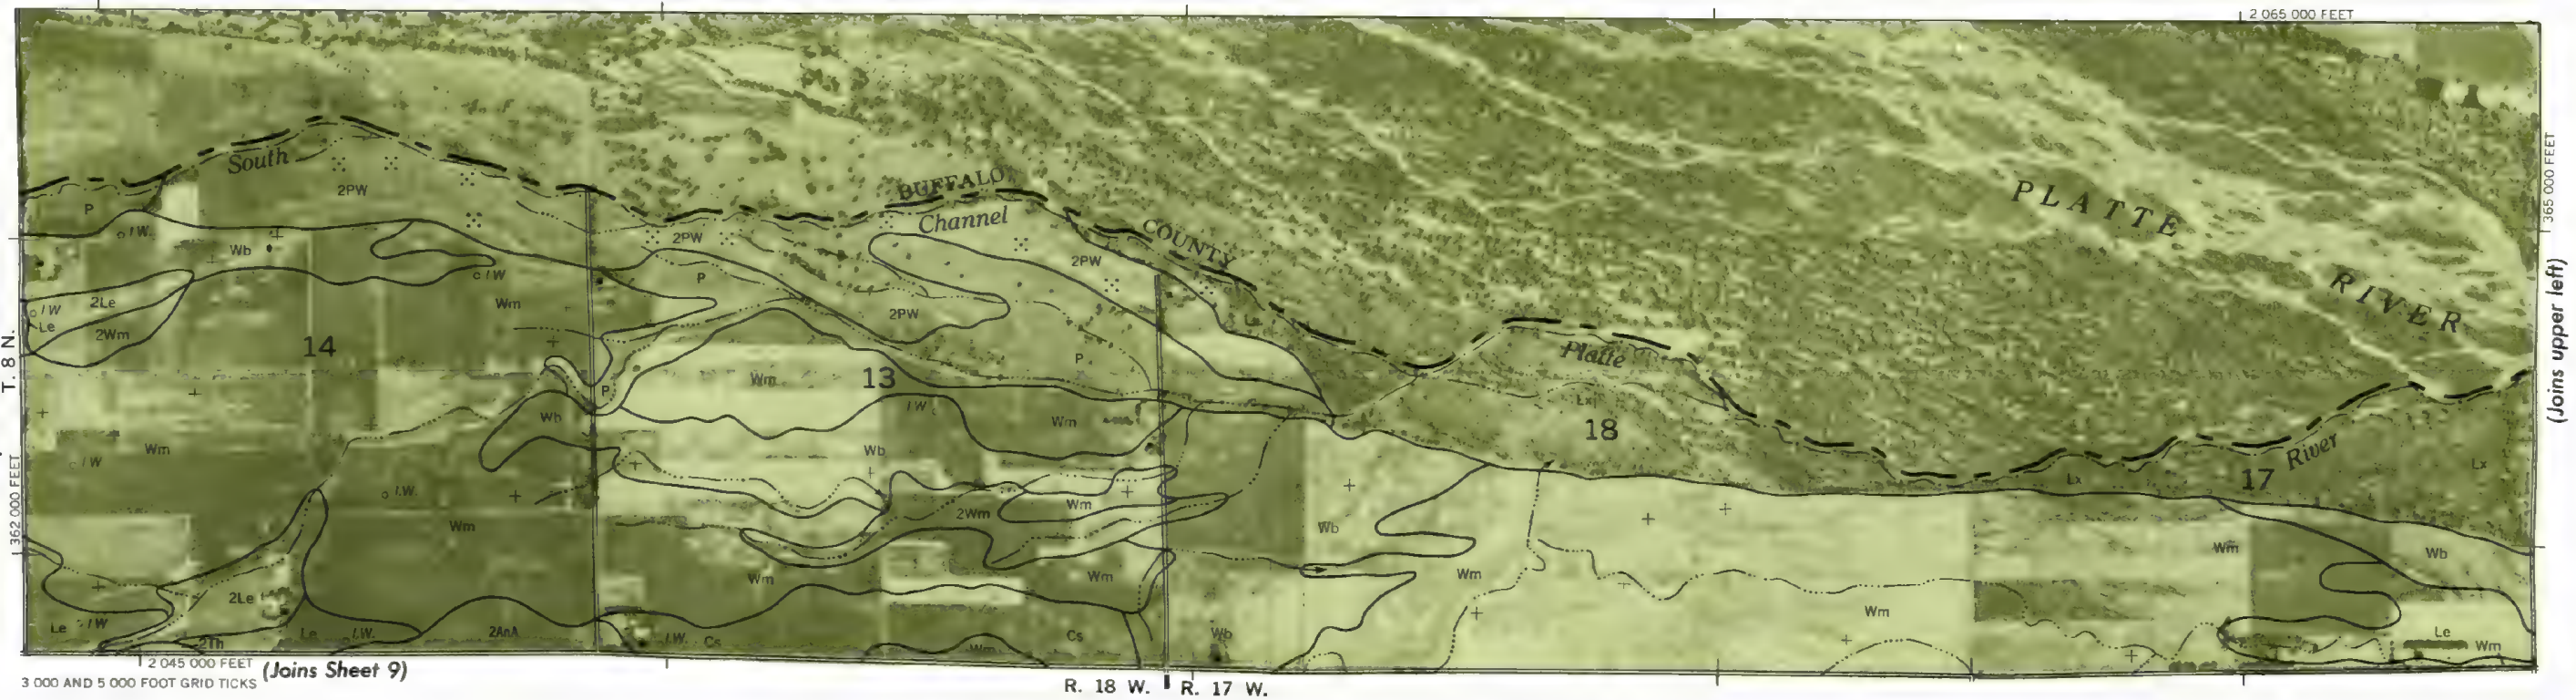 2 065 000 FEET
South
2PW
P
I.W.
Wb
2Le
I.W
Le
2Wm
14
Wm
I.W
BUFFALO COUNTY
Channel
2PW
2PW
P
2PW
P
PLATTE RIVER
365 000 FEET
(Joins upper left)
T. 8 N.
Wm
13
P
Wb
I.W
Wm
Wb
Platte
Lx
18
River
17
Lx
Lx
Wm
I.W
I.W.
Wm
362 000 FEET
2Wm
Wm
Wb
Wm
Wm
Wm
Wm
Wm
Wb
2Le
Le
I.W
2Th
Le
I.W.
2AnA
I.W.
Cs
Wm
Cs
Wb
Le
Wm
2 045 000 FEET (Joins Sheet 9)
3 000 AND 5 000 FOOT GRID TICKS
R. 18 W. R. 17 W.